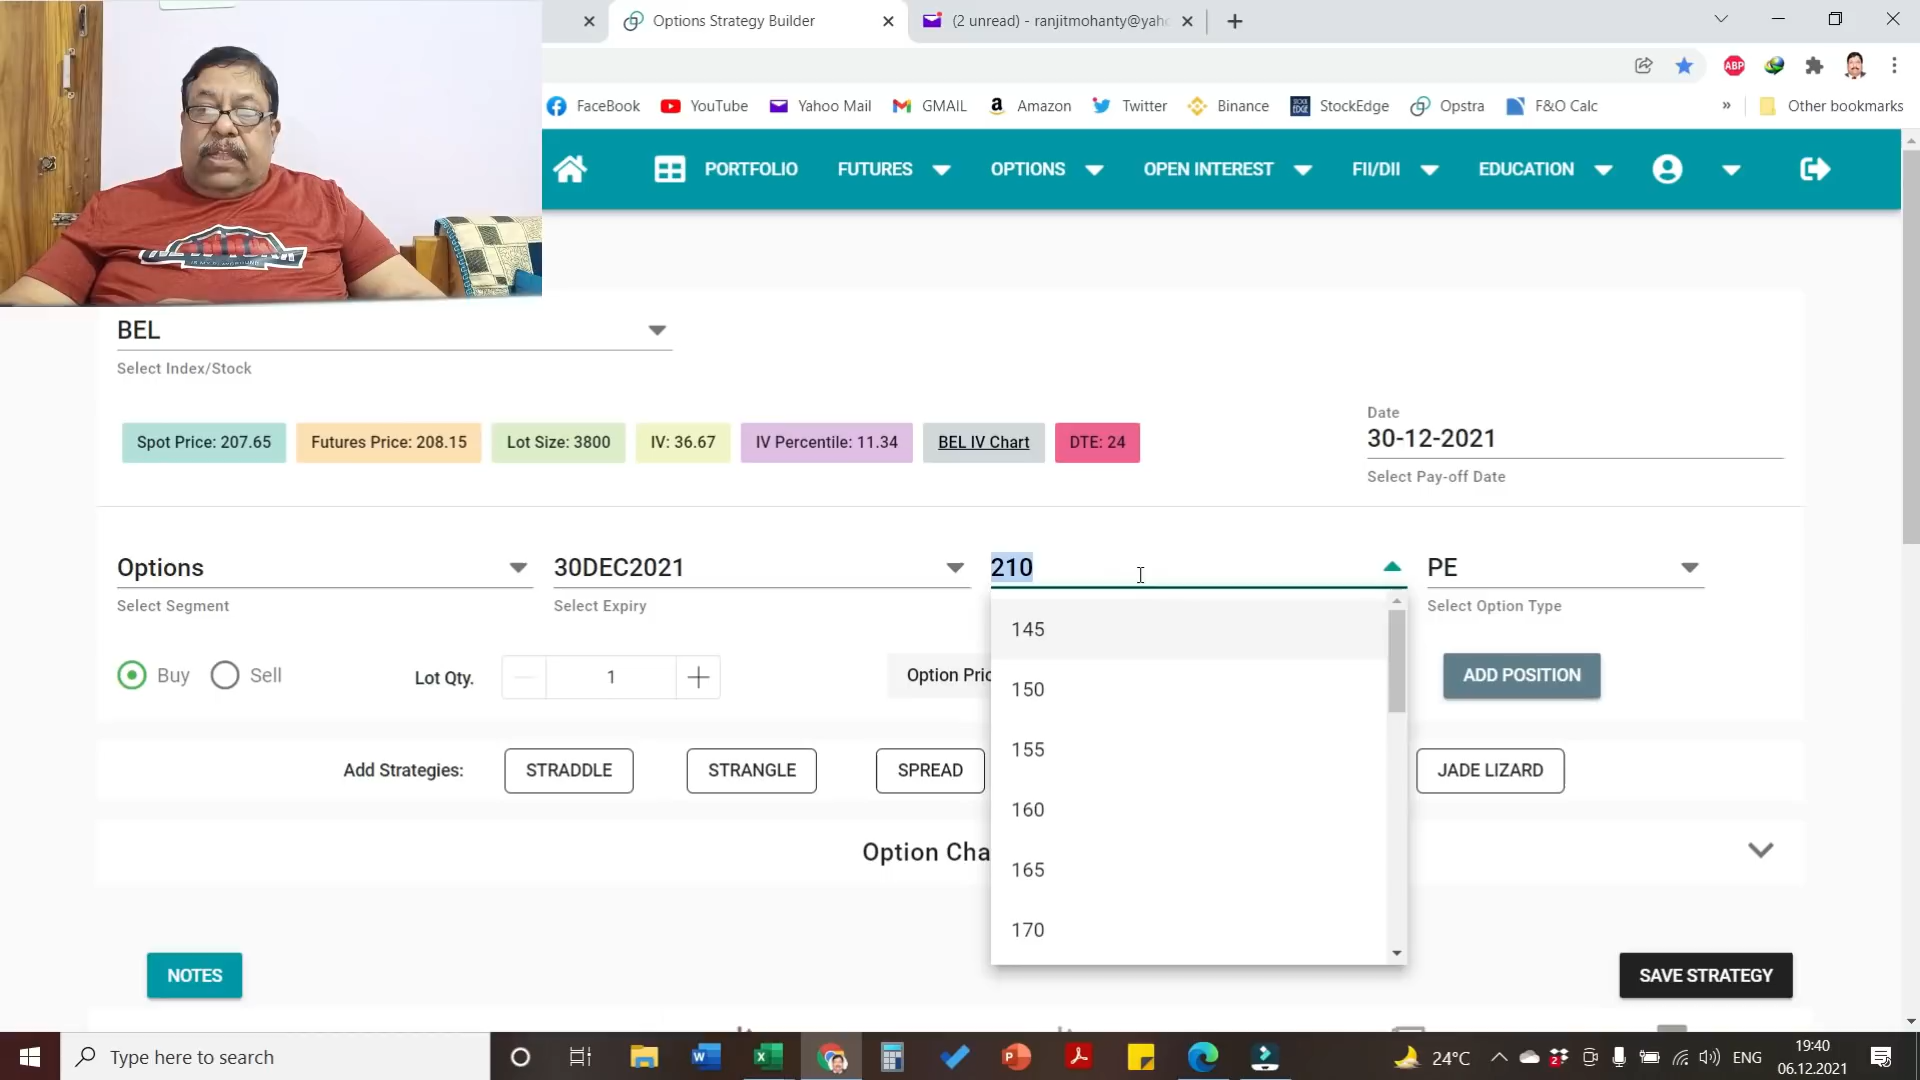 Options Strategy Builder
(2 unread) - ranjitmohanty@yah
ABP
FaceBook YouTube Yahoo Mail GMAIL Amazon Twitter Binance StockEdge Opstra F&O Calc » Other bookmarks
PORTFOLIO FUTURES OPTIONS OPEN INTEREST FII/DII EDUCATION
BEL
Select Index/Stock
Spot Price: 207.65 Futures Price: 208.15 Lot Size: 3800 IV: 36.67 IV Percentile: 11.34 BEL IV Chart DTE: 24
Date
30-12-2021
Select Pay-off Date
Options 30DEC2021 210 PE
Select Segment Select Expiry Select Option Type
145
150
155
160
165
170
Buy Sell Lot Qty. 1 Option Pric ADD POSITION
Add Strategies: STRADDLE STRANGLE SPREAD JADE LIZARD
Option Cha
NOTES SAVE STRATEGY
Type here to search
24°C ENG
19:40
06.12.2021